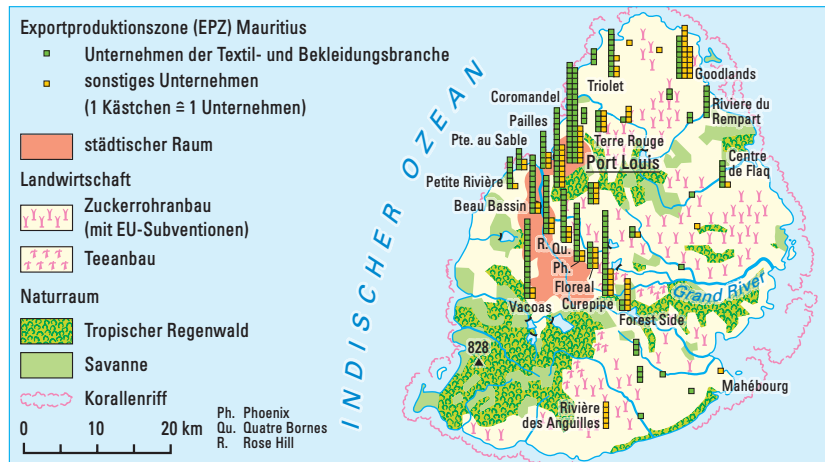 Exportproduktionszone (EPZ) Mauritius
Unternehmen der Textil- und Bekleidungsbranche
sonstiges Unternehmen
(1 Kästchen ≙ 1 Unternehmen)
städtischer Raum
Landwirtschaft
Zuckerrohranbau
(mit EU-Subventionen)
Teeanbau
Naturraum
Tropischer Regenwald
Savanne
Korallenriff
0 10 20 km
Ph. Phoenix
Qu. Quatre Bornes
R. Rose Hill
INDISCHER OZEAN
Triolet
Goodlands
Coromandel
Riviere du
Rempart
Pailles
Terre Rouge
Pte. au Sable
Port Louis
Centre
de Flaq
Petite Rivière
Beau Bassin
R.
Qu.
Ph.
Floreal
Grand River
Vacoas
Curepipe
Forest Side
828
Mahébourg
Rivière
des Anguilles